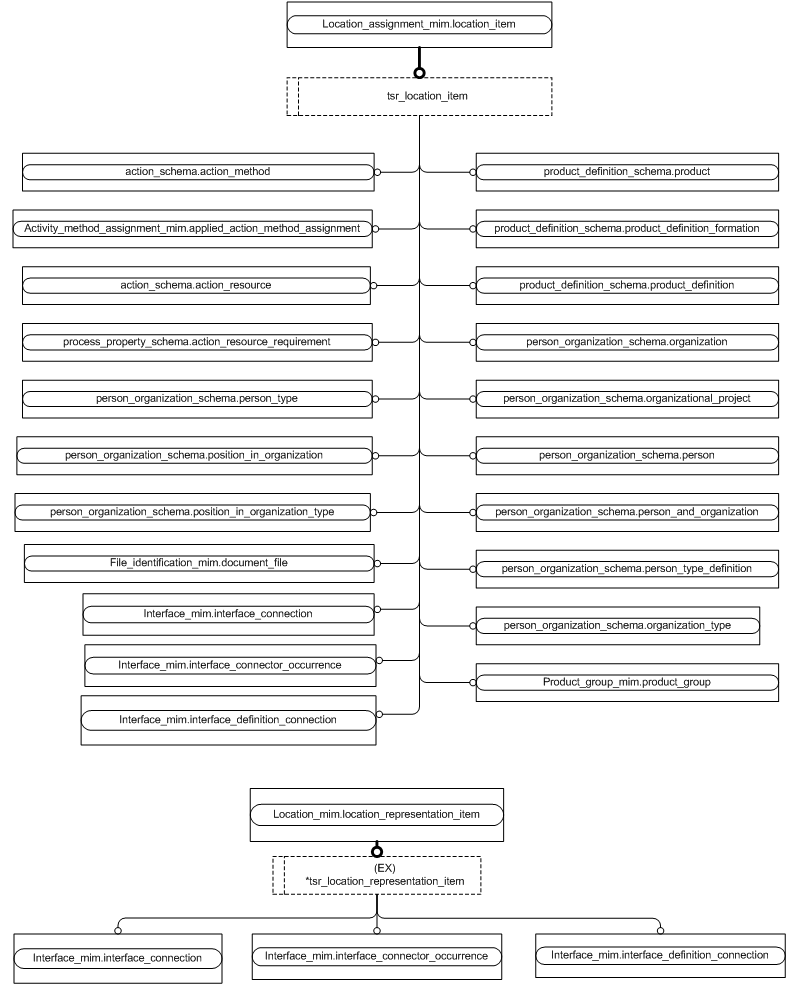 Location_assignment_mim.location_item
tsr_location_item
action_schema.action_method
product_definition_schema.product
Activity_method_assignment_mim.applied_action_method_assignment
product_definition_schema.product_definition_formation
action_schema.action_resource
product_definition_schema.product_definition
process_property_schema.action_resource_requirement
person_organization_schema.organization
person_organization_schema.person_type
person_organization_schema.organizational_project
person_organization_schema.position_in_organization
person_organization_schema.person
person_organization_schema.position_in_organization_type
person_organization_schema.person_and_organization
File_identification_mim.document_file
person_organization_schema.person_type_definition
Interface_mim.interface_connection
person_organization_schema.organization_type
Interface_mim.interface_connector_occurrence
Product_group_mim.product_group
Interface_mim.interface_definition_connection
Location_mim.location_representation_item
(EX)
*tsr_location_representation_item
Interface_mim.interface_connection
Interface_mim.interface_connector_occurrence
Interface_mim.interface_definition_connection